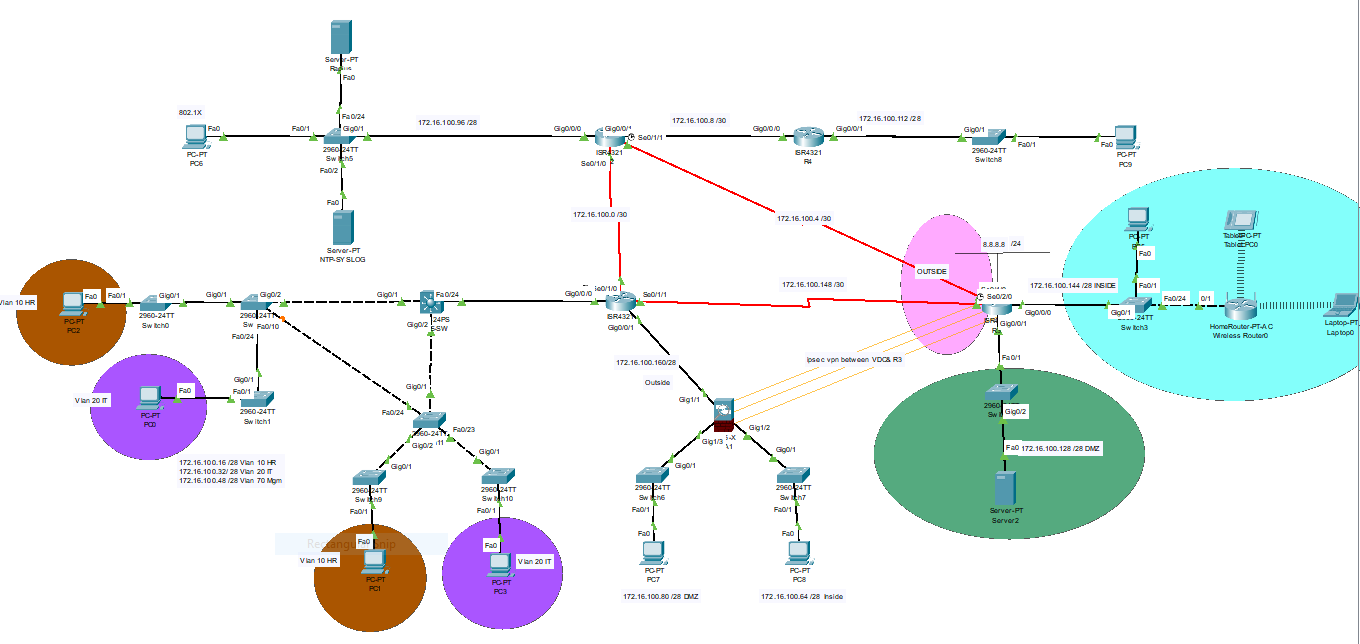 Server-PT
Fa0
802.1X
Fa0
Fa0/1
Fa0/24
Gig0/1
172.16.100.96 /28
Gig0/0/0
Gig0/0/1
Se0/1/1
172.16.100.8 /30
Gig0/0/0
Gig0/0/1
172.16.100.112 /28
Gig0/1
Fa0/1
Fa0
PC-PT
PC6
2960-24TT
Switch5
Fa0/2
ISR4321
Se0/1/0
ISR4321
R4
2960-24TT
Switch8
PC-PT
PC9
Fa0
Server-PT
NTP-SYSLOG
172.16.100.0 /30
172.16.100.4 /30
OUTSIDE
8.8.8.8 /24
PC-PT
Fa0
Fa0/1
172.16.100.144 /28 INSIDE
Vlan 10 HR
Fa0
Fa0/1
Gig0/1
Gig0/1
Gig0/2
Gig0/1
Fa0/24
Gig0/0/0
Se0/1/0
Se0/1/1
172.16.100.148 /30
Se0/2/0
Gig0/0/0
Gig0/1
Fa0/24
0/1
PC-PT
PC2
2960-24TT
Switch0
Fa0/10
Fa0/24
24PS
Gig0/2
Gig0/0/1
Gig0/0/1
Switch3
HomeRouter-PT-AC
Wireless Router0
Laptop-PT
Laptop0
172.16.100.160/28
Outside
ipsec vpn between VDC& R3
Fa0/1
Vlan 20 IT
Fa0
Fa0/1
Gig0/1
PC-PT
PC0
2960-24TT
Switch1
Gig0/1
Fa0/24
Fa0/23
Gig0/2
Gig1/1
Gig1/3
Gig1/2
Gig0/2
Fa0
172.16.100.128 /28 DMZ
Server-PT
Server2
172.16.100.16 /28 Vlan 10 HR
172.16.100.32/28 Vlan 20 IT
172.16.100.48 /28 Vlan 70 Mgm
Gig0/1
Gig0/1
Gig0/1
Gig0/1
2960-24TT
Switch9
Fa0/1
2960-24TT
Switch10
Fa0/1
2960-24TT
Switch6
Fa0/1
2960-24TT
Switch7
Fa0/1
Vlan 10 HR
Fa0
PC-PT
PC1
Fa0
Vlan 20 IT
PC-PT
PC3
Fa0
PC-PT
PC7
Fa0
PC-PT
PC8
172.16.100.80 /28 DMZ
172.16.100.64 /28 Inside